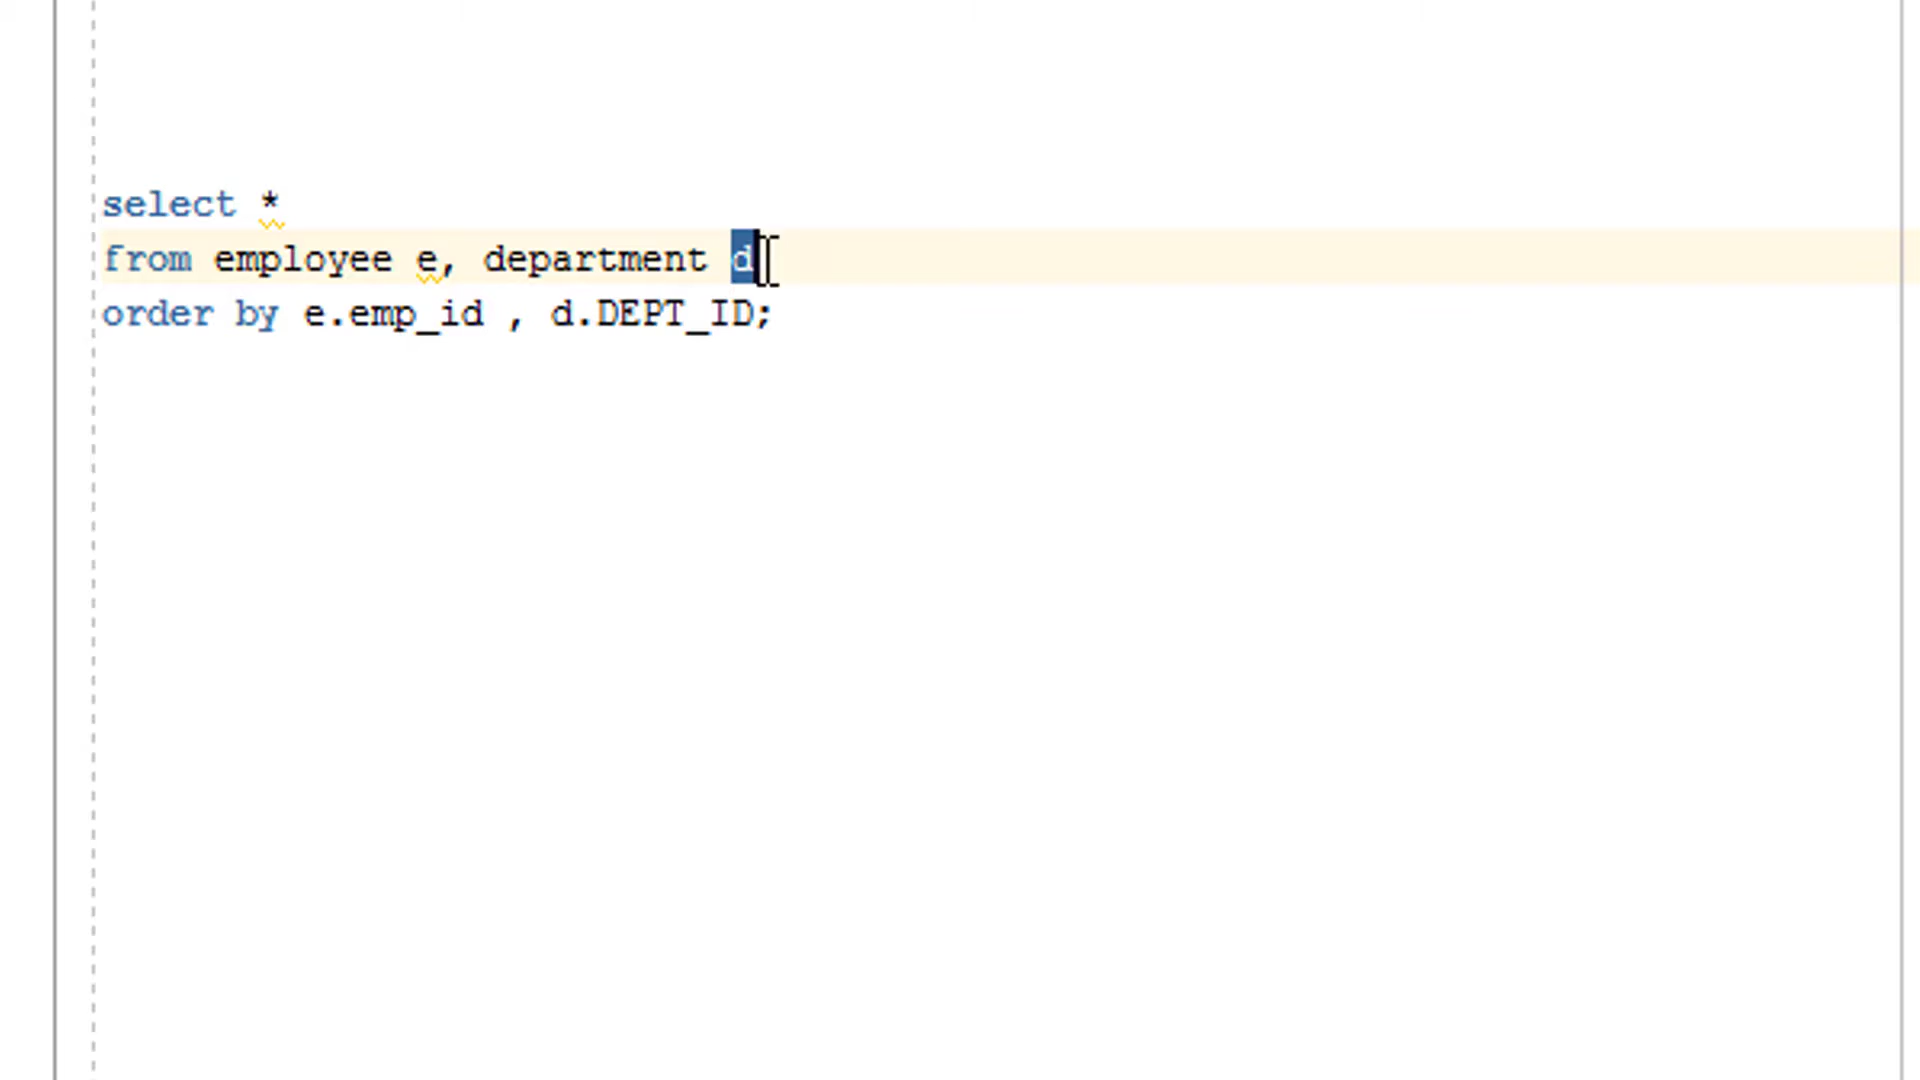 select *
from employee e, department d
order by e.emp_id , d.DEPT_ID;